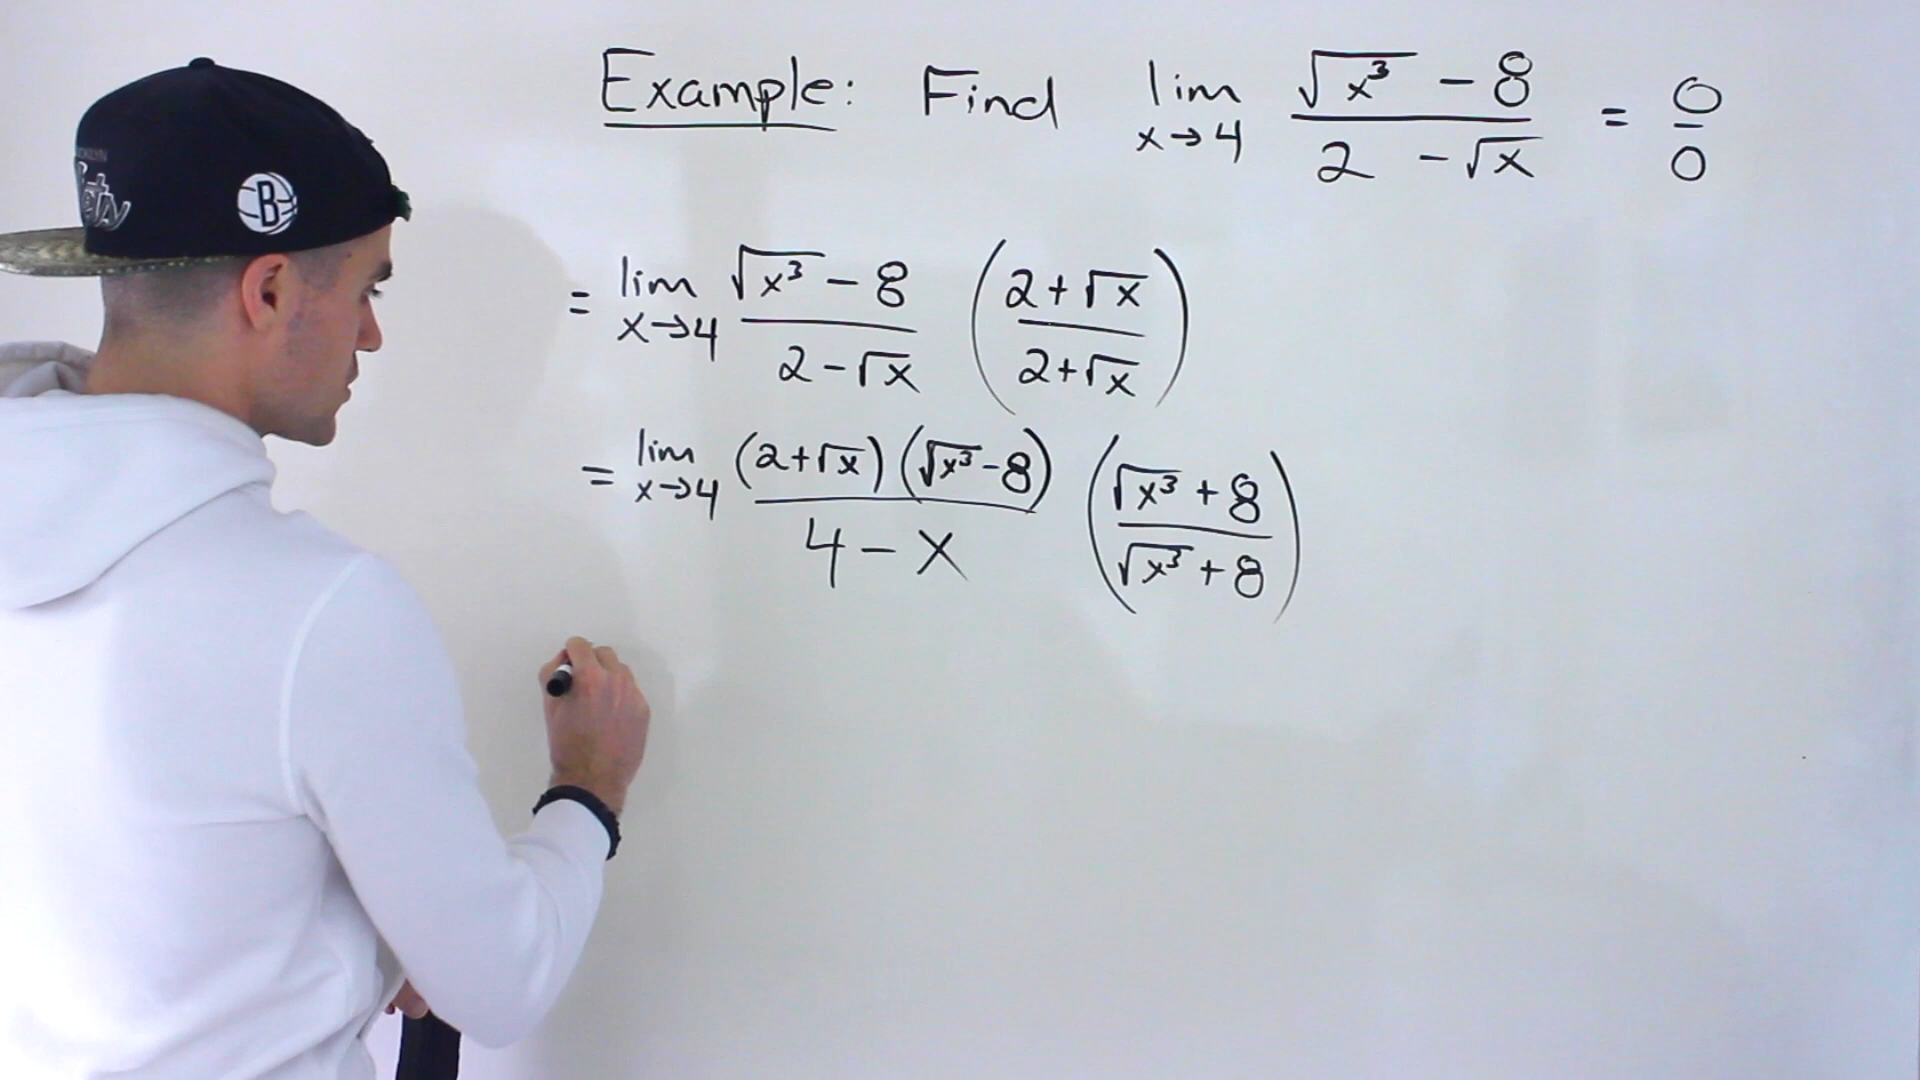 Example: Find lim x→4 (√(x³) - 8)/(2 - √x) = 0/0
= lim x→4 (√(x³) - 8)/(2 - √x) ((2 + √x)/(2 + √x))
= lim x→4 ((2 + √x)(√(x³) - 8))/(4 - x) ((√(x³) + 8)/(√(x³) + 8))
B